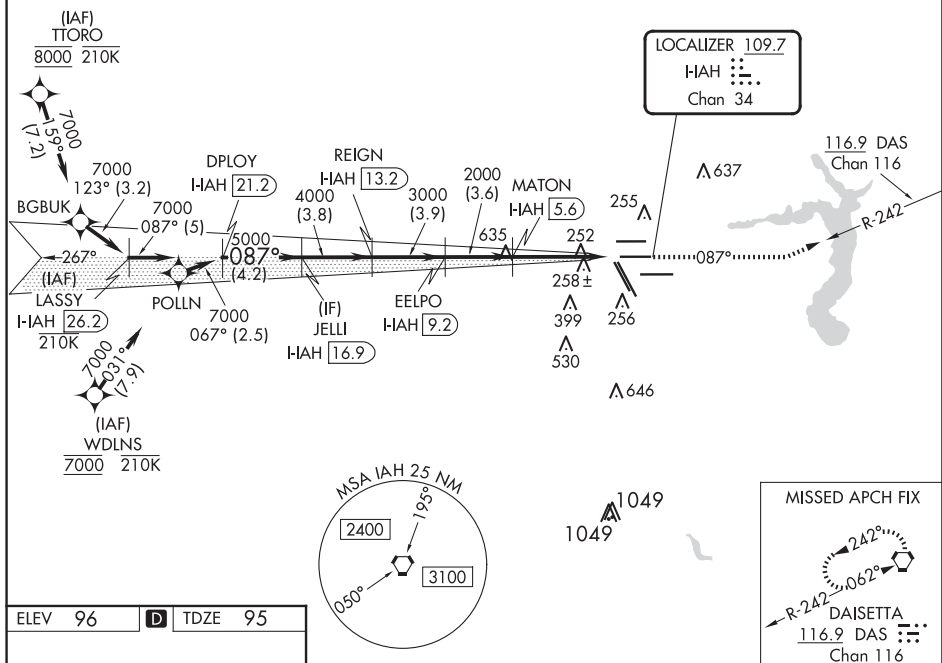 (IAF)
TTORO
8000 210K
7000
159°
(7.2)
7000
123° (3.2)
BGBUK
7000
087° (5)
267°
(IAF)
LASSY
I-IAH 26.2
210K
DPLOY
I-IAH 21.2
5000
087°
(4.2)
POLLN
7000
067° (2.5)
7000
031°
(7.9)
(IAF)
WDLNS
7000 210K
4000
(3.8)
(IF)
JELLI
I-IAH 16.9
REIGN
I-IAH 13.2
3000
(3.9)
EELPO
I-IAH 9.2
2000
(3.6)
MATON
I-IAH 5.6
635
252
258±
255
399
530
256
637
646
1049
1049
LOCALIZER 109.7
I-IAH
Chan 34
087°
116.9 DAS
Chan 116
R-242
MSA IAH 25 NM
195°
2400
3100
050°
MISSED APCH FIX
242°
062°
R-242
DAISETTA
116.9 DAS
Chan 116
ELEV 96 D TDZE 95